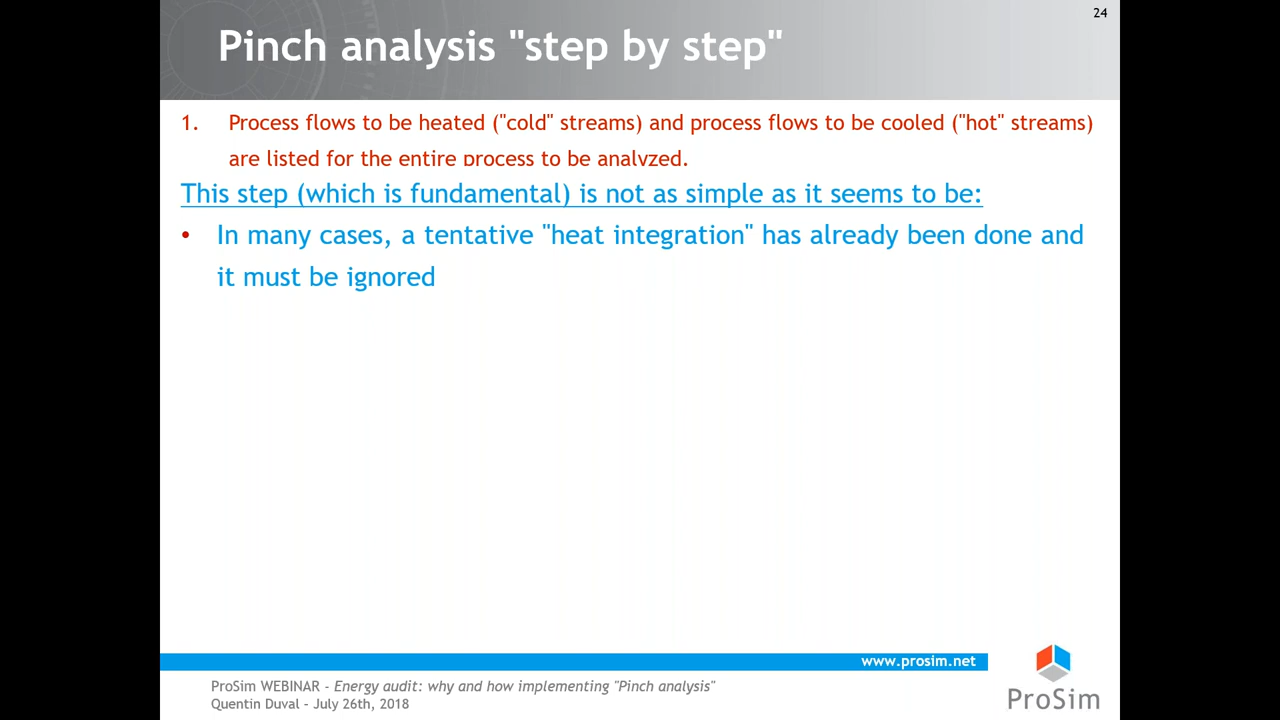 24
Pinch analysis "step by step"
1. Process flows to be heated ("cold" streams) and process flows to be cooled ("hot" streams)
are listed for the entire process to be analyzed.
This step (which is fundamental) is not as simple as it seems to be:
• In many cases, a tentative "heat integration" has already been done and
it must be ignored
www.prosim.net
ProSim WEBINAR - Energy audit: why and how implementing "Pinch analysis"
Quentin Duval – July 26th, 2018
ProSim